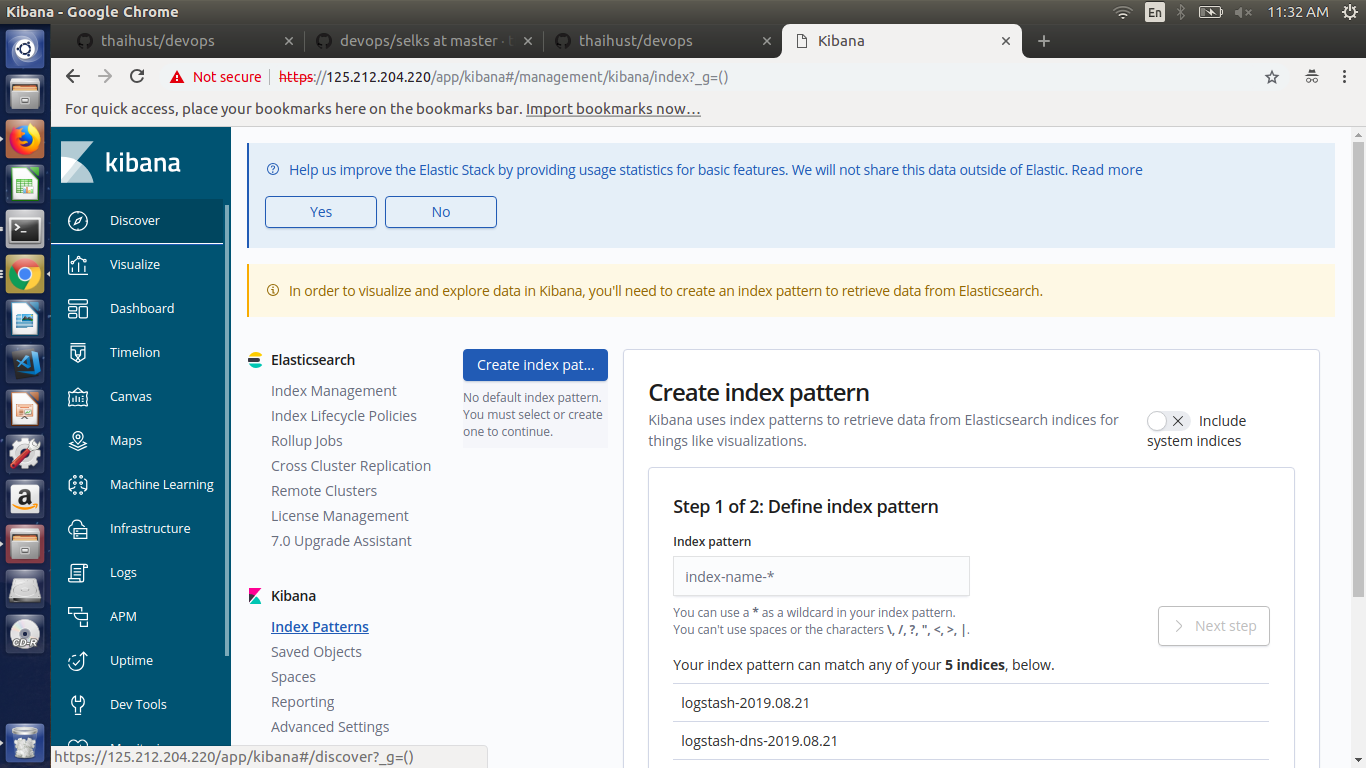 Kibana - Google Chrome
En
11:32 AM
thaihust/devops
devops/selks at master · t
thaihust/devops
Kibana
Not secure
https://125.212.204.220/app/kibana#/management/kibana/index?_g=()
For quick access, place your bookmarks here on the bookmarks bar. Import bookmarks now…
kibana
Discover
Visualize
Dashboard
Timelion
Canvas
Maps
Machine Learning
Infrastructure
Logs
APM
Uptime
Dev Tools
Help us improve the Elastic Stack by providing usage statistics for basic features. We will not share this data outside of Elastic. Read more
Yes
No
In order to visualize and explore data in Kibana, you'll need to create an index pattern to retrieve data from Elasticsearch.
Elasticsearch
Index Management
Index Lifecycle Policies
Rollup Jobs
Cross Cluster Replication
Remote Clusters
License Management
7.0 Upgrade Assistant
Kibana
Index Patterns
Saved Objects
Spaces
Reporting
Advanced Settings
Create index pat...
No default index pattern.
You must select or create
one to continue.
Create index pattern
Kibana uses index patterns to retrieve data from Elasticsearch indices for
things like visualizations.
Include
system indices
Step 1 of 2: Define index pattern
Index pattern
index-name-*
You can use a * as a wildcard in your index pattern.
You can't use spaces or the characters \, /, ?, ", <, >, |.
Next step
Your index pattern can match any of your 5 indices, below.
logstash-2019.08.21
logstash-dns-2019.08.21
https://125.212.204.220/app/kibana#/discover?_g=()
CD-R